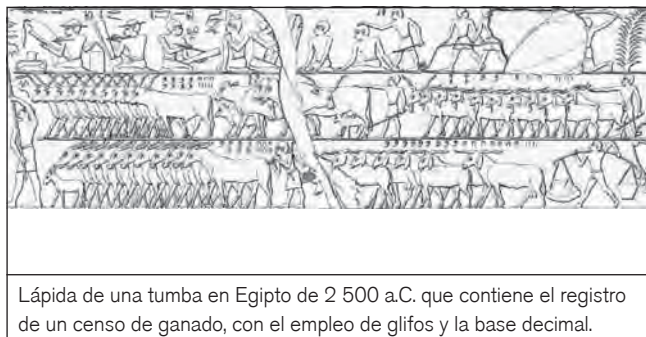 Lápida de una tumba en Egipto de 2 500 a.C. que contiene el registro
de un censo de ganado, con el empleo de glifos y la base decimal.